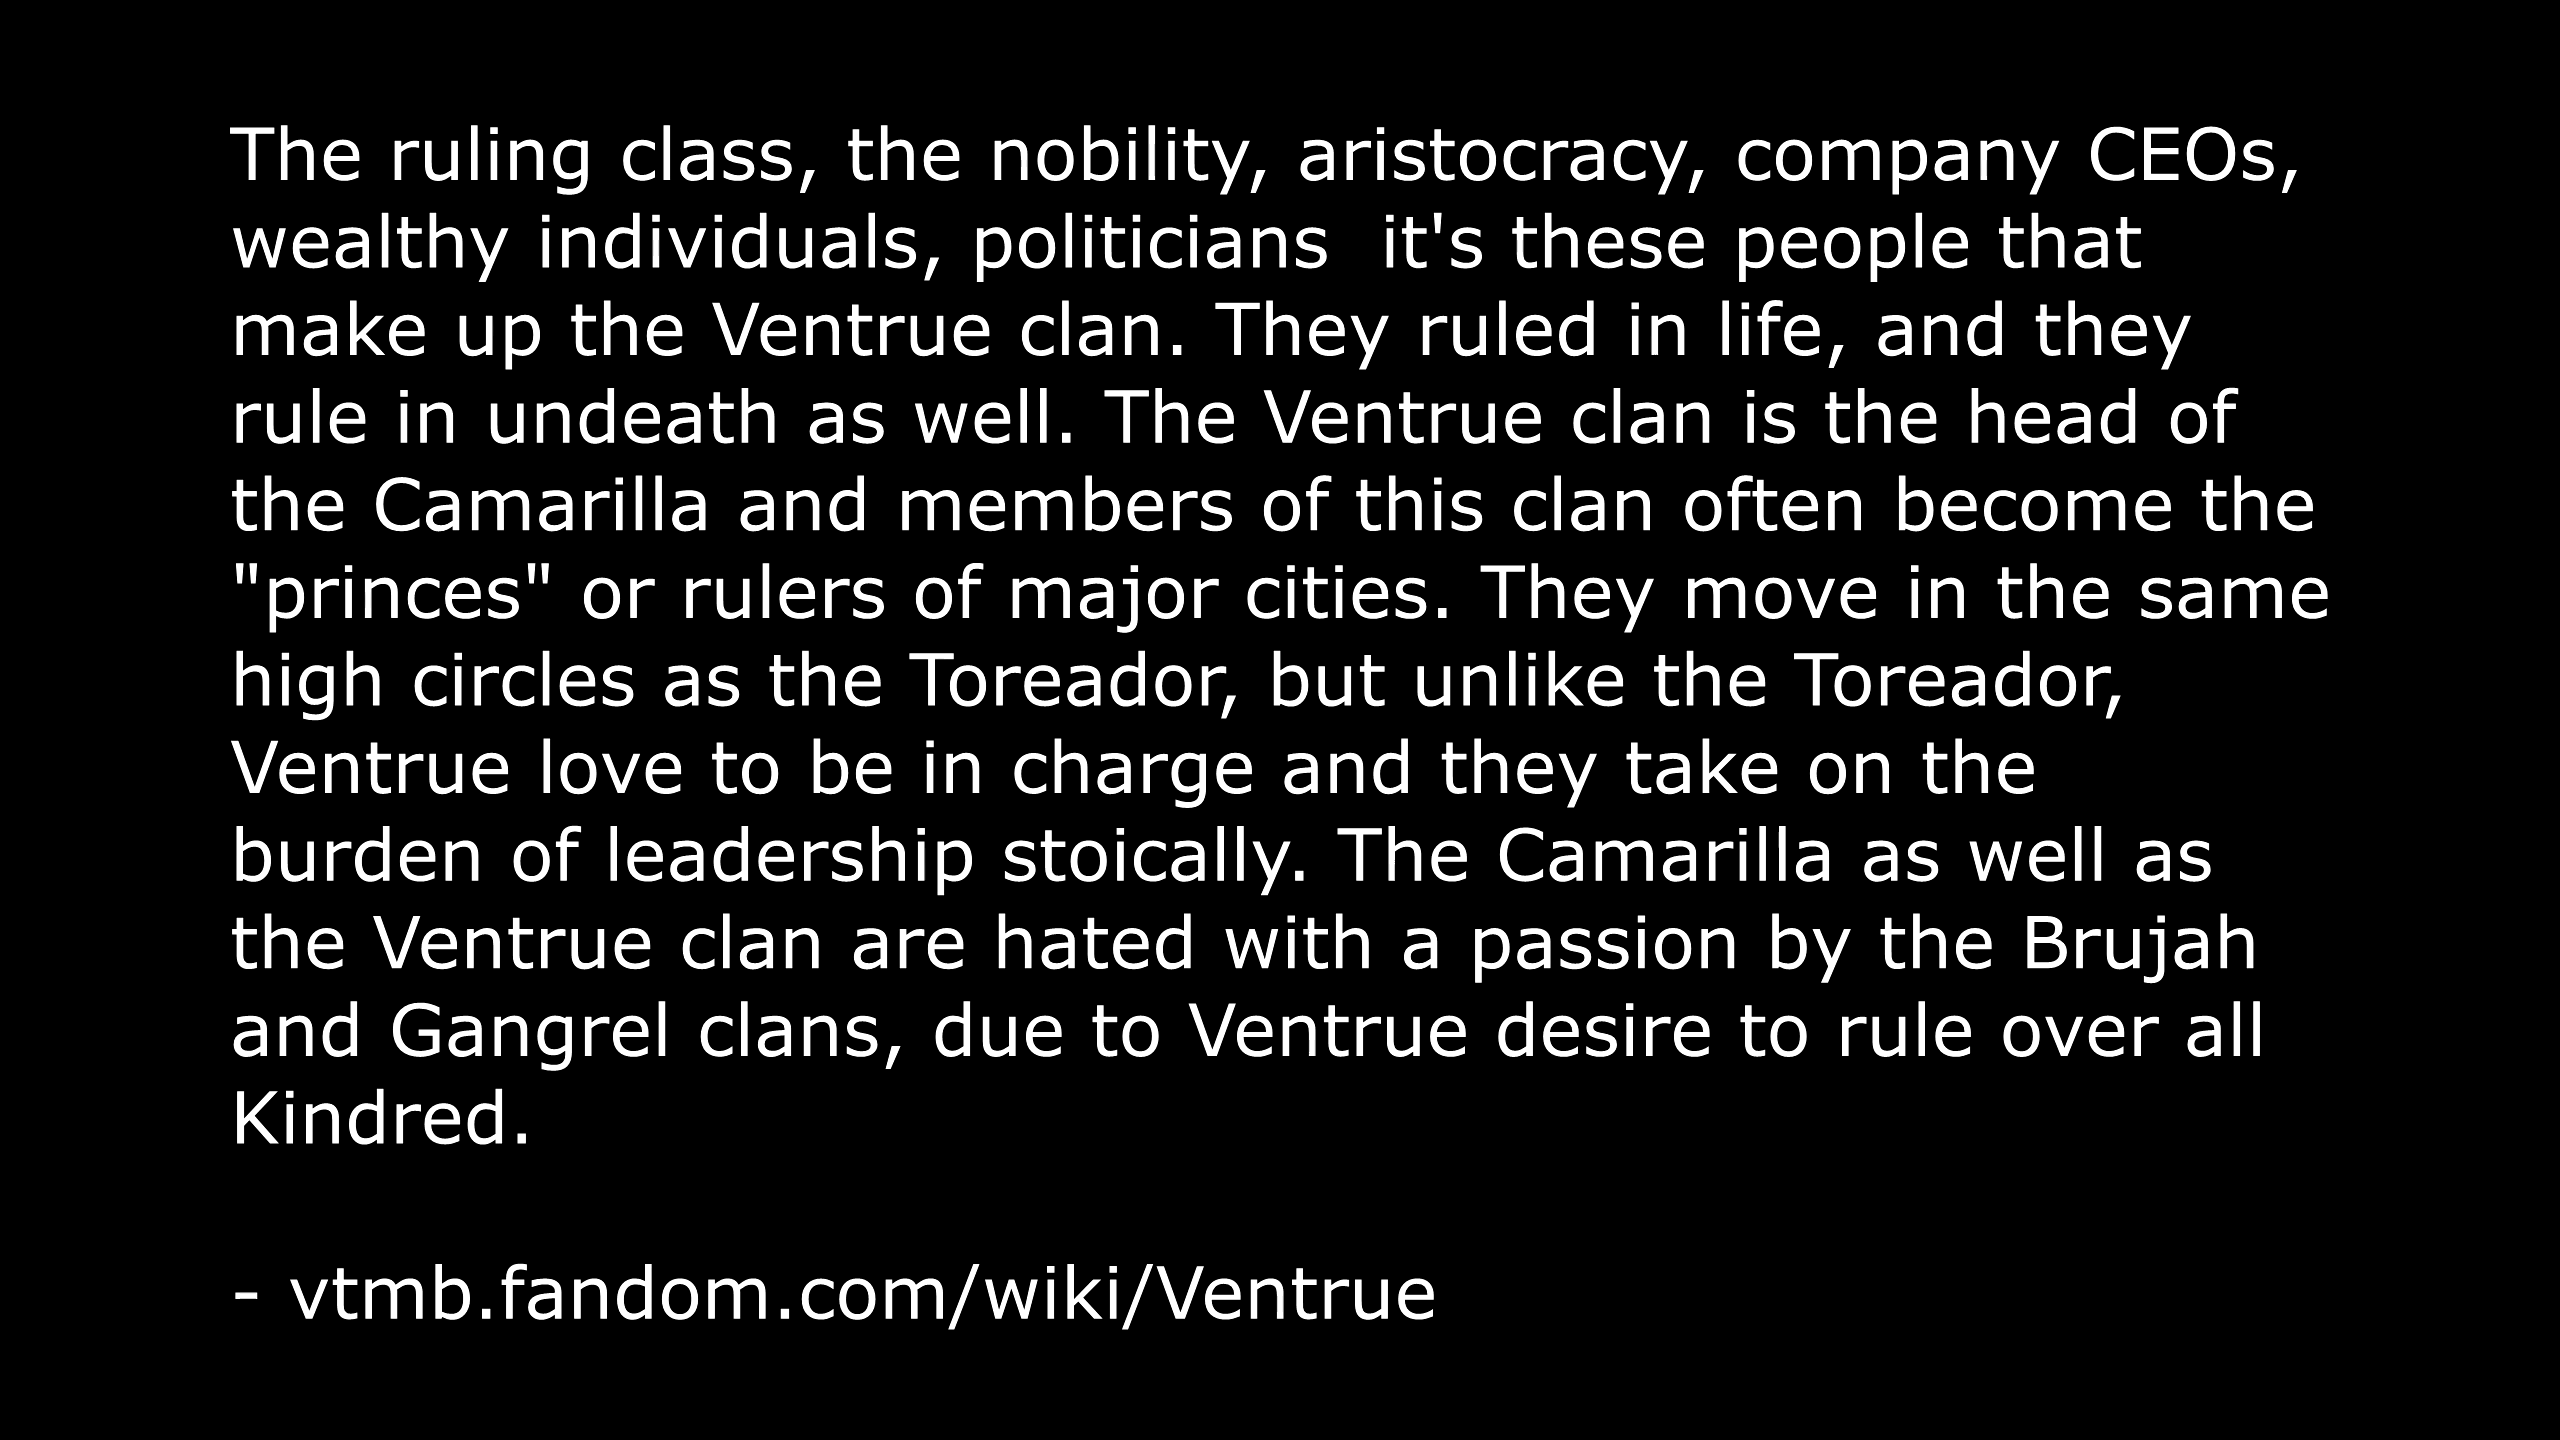 The ruling class, the nobility, aristocracy, company CEOs,
wealthy individuals, politicians  it's these people that
make up the Ventrue clan. They ruled in life, and they
rule in undeath as well. The Ventrue clan is the head of
the Camarilla and members of this clan often become the
"princes" or rulers of major cities. They move in the same
high circles as the Toreador, but unlike the Toreador,
Ventrue love to be in charge and they take on the
burden of leadership stoically. The Camarilla as well as
the Ventrue clan are hated with a passion by the Brujah
and Gangrel clans, due to Ventrue desire to rule over all
Kindred.
- vtmb.fandom.com/wiki/Ventrue